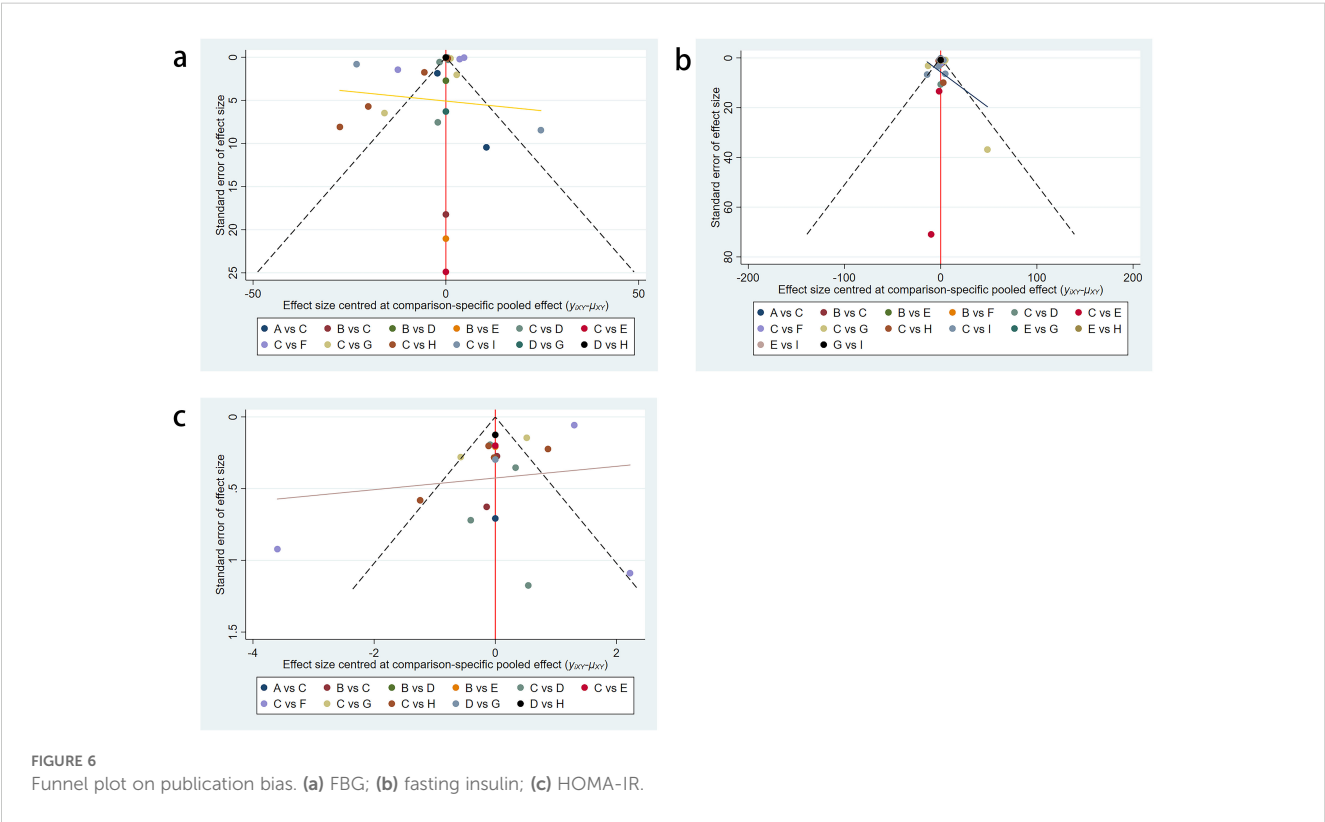 a
Standard error of effect size
0
5
10
15
20
25
-50
0
50
Effect size centred at comparison-specific pooled effect (yiXY-μXY)
A vs C B vs C B vs D B vs E C vs D C vs E
C vs F C vs G C vs H C vs I D vs G D vs H
b
Standard error of effect size
0
20
40
60
80
-200
-100
0
100
200
Effect size centred at comparison-specific pooled effect (yiXY-μXY)
A vs C B vs C B vs E B vs F C vs D C vs E
C vs F C vs G C vs H C vs I E vs G E vs H
E vs I G vs I
c
Standard error of effect size
0
.5
1
1.5
-4
-2
0
2
Effect size centred at comparison-specific pooled effect (yiXY-μXY)
A vs C B vs C B vs D B vs E C vs D C vs E
C vs F C vs G C vs H D vs G D vs H
FIGURE 6
Funnel plot on publication bias. (a) FBG; (b) fasting insulin; (c) HOMA-IR.